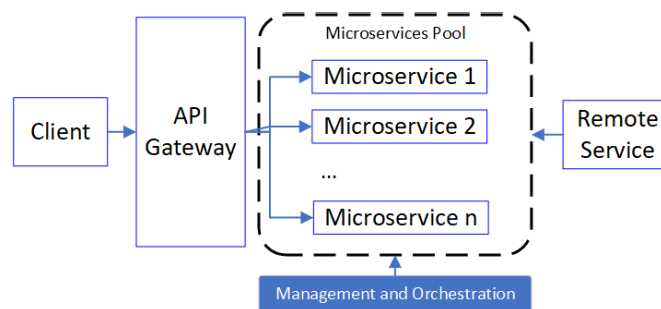 Microservices Pool
Client
API
Gateway
Microservice 1
Microservice 2
...
Microservice n
Remote
Service
Management and Orchestration